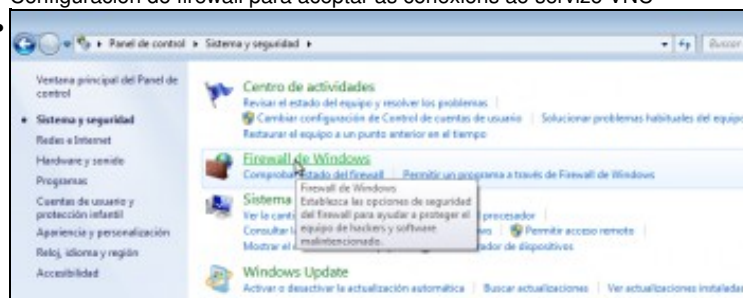 Configuración do firewall para aceptar as conexións ao servizo VNC
Panel de control ▸ Sistema y seguridad ▸
Buscar
Ventana principal del Panel de
control
Sistema y seguridad
Redes e Internet
Hardware y sonido
Programas
Cuentas de usuario y
protección infantil
Apariencia y personalización
Reloj, idioma y región
Accesibilidad
Centro de actividades
Revisar el estado del equipo y resolver los problemas
Cambiar configuración de Control de cuentas de usuario Solucionar problemas habituales del equipo
Restaurar el equipo a un punto anterior en el tiempo
Firewall de Windows
Comprobar estado del firewall Permitir un programa a través de Firewall de Windows
Firewall de Windows
Establezca las opciones de seguridad
del firewall para ayudar a proteger el
equipo de hackers y software
malintencionado.
Sistema
Ver la procesador
Consultar Permitir acceso remoto
Mostrar el de dispositivos
Windows Update
Activar o desactivar la actualización automática Buscar actualizaciones Ver actualizaciones instaladas